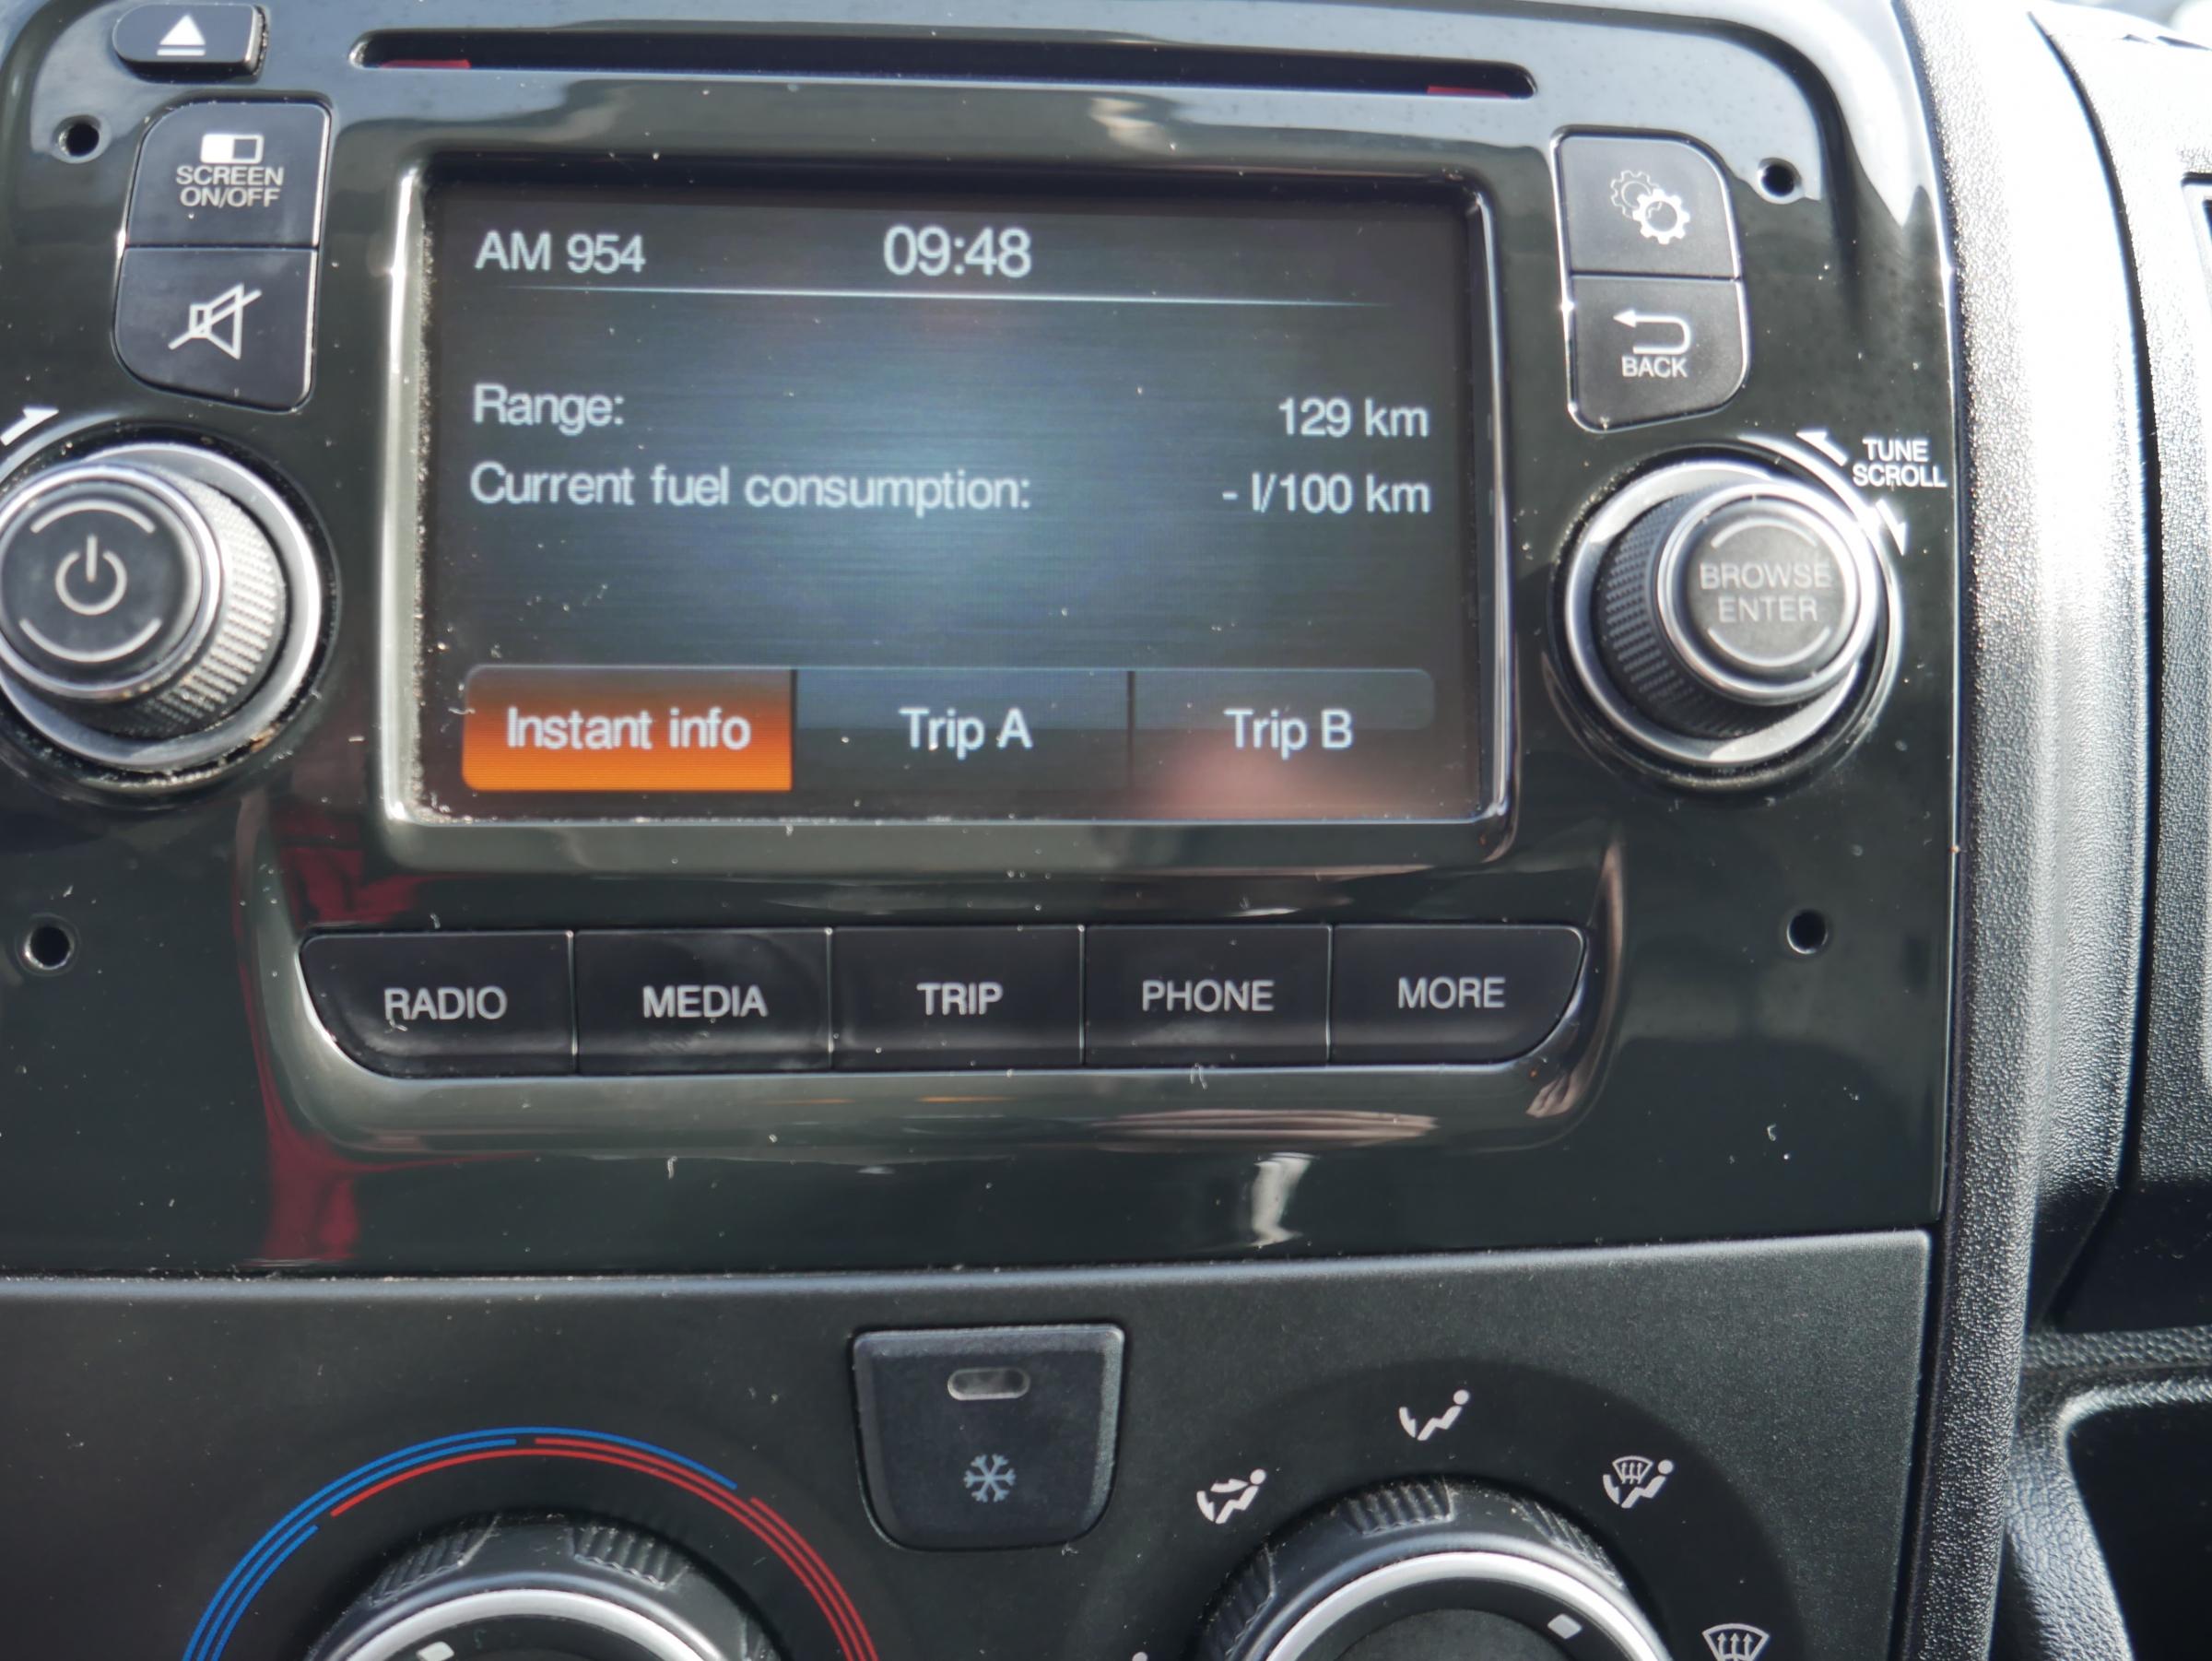 SCREEN
ON/OFF
AM 954
09:48
BACK
Range:
129 km
TUNE
SCROLL
Current fuel consumption:
- l/100 km
BROWSE
ENTER
Instant info
Trip A
Trip B
RADIO
MEDIA
TRIP
PHONE
MORE